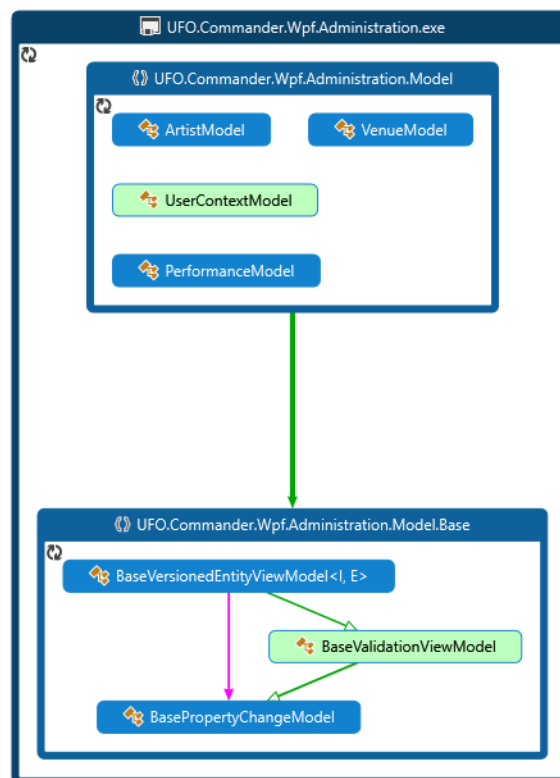 UFO.Commander.Wpf.Administration.exe
UFO.Commander.Wpf.Administration.Model
ArtistModel
VenueModel
UserContextModel
PerformanceModel
UFO.Commander.Wpf.Administration.Model.Base
BaseVersionedEntityViewModel<I, E>
BaseValidationViewModel
BasePropertyChangeModel